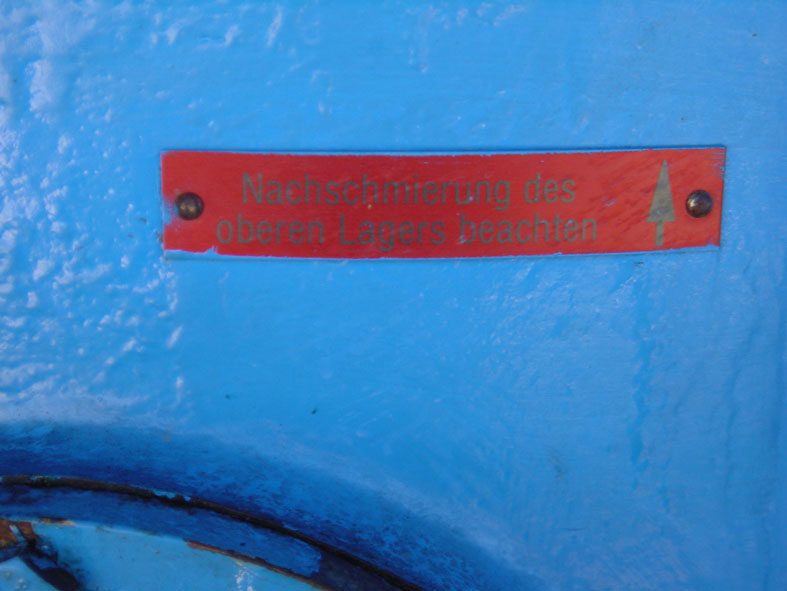 Nachschmierung des
oberen Lagers beachten